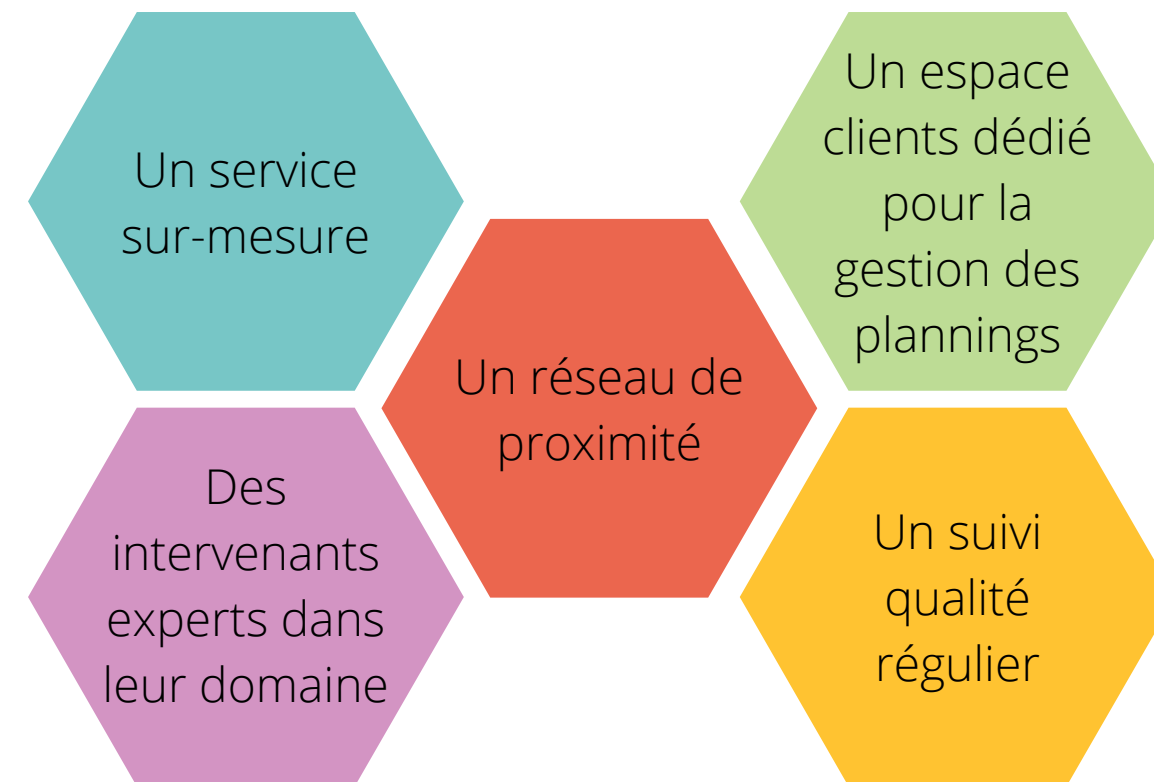 Un service
sur-mesure
Un espace
clients dédié
pour la
gestion des
plannings
Un réseau de
proximité
Des
intervenants
experts dans
leur domaine
Un suivi
qualité
régulier